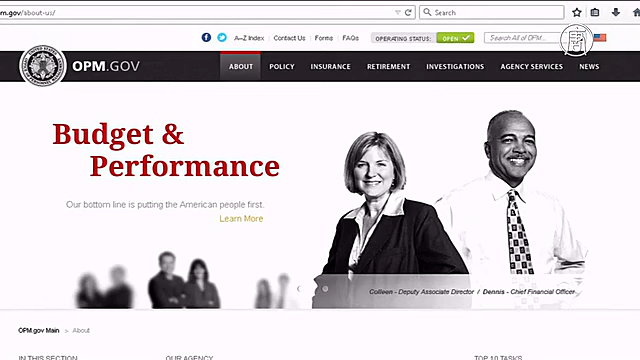 m.gov/about-us/
Search
A–Z Index
Contact Us
Forms
FAQs
OPERATING STATUS:
OPEN
Search All of OPM...
OPM.GOV
ABOUT
POLICY
INSURANCE
RETIREMENT
INVESTIGATIONS
AGENCY SERVICES
NEWS
Budget &
Performance
Our bottom line is putting the American people first.
Learn More
Colleen - Deputy Associate Director / Dennis - Chief Financial Officer
OPM.gov Main > About
IN THIS SECTION
OUR AGENCY
TOP 10 TASKS